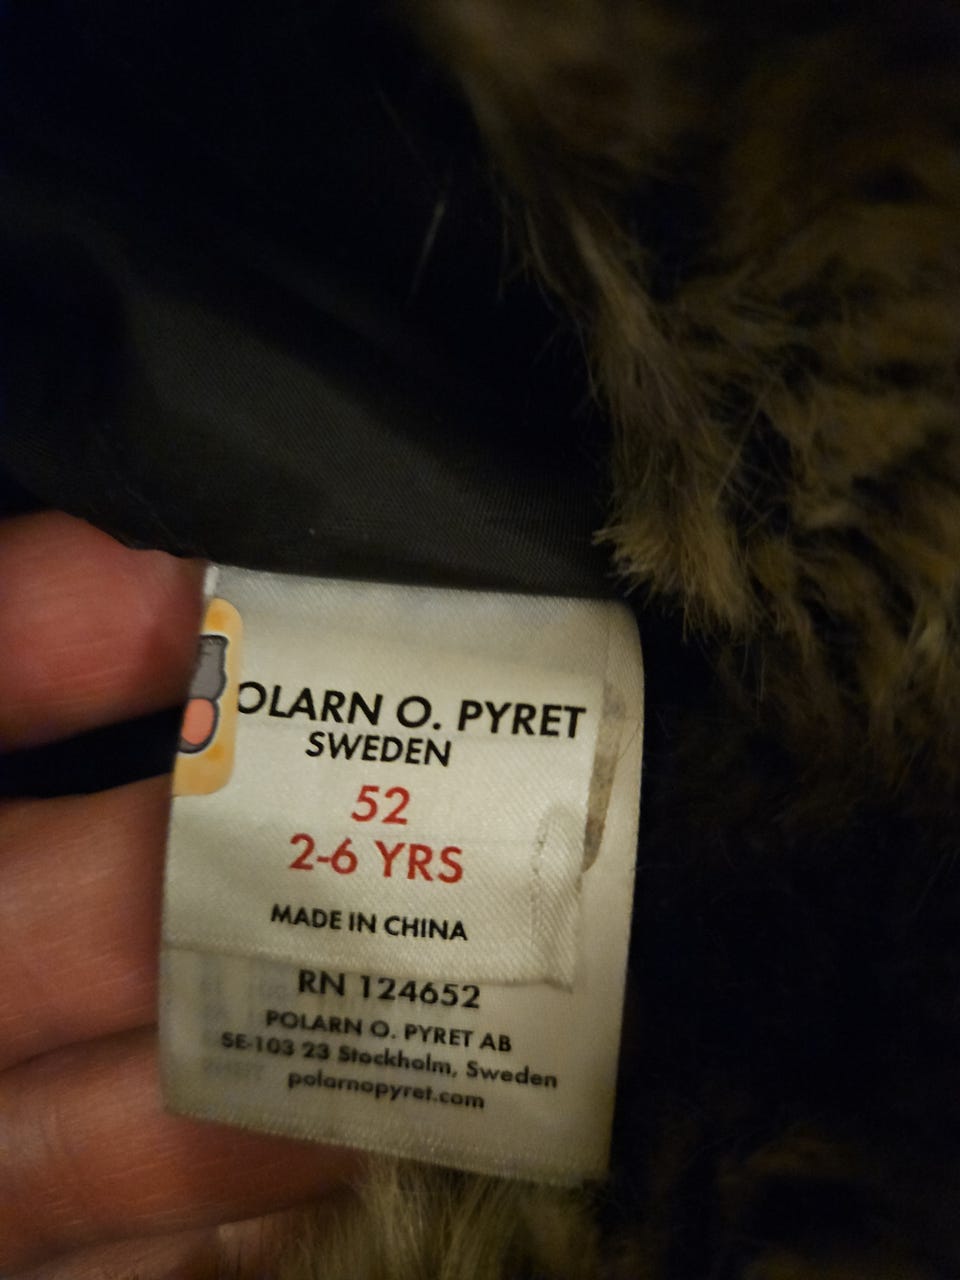 OLARN O. PYRET
SWEDEN
52
2-6 YRS
MADE IN CHINA
RN 124652
POLARN O. PYRET AB
SE-103 23 Stockholm, Sweden
polarnopyret.com